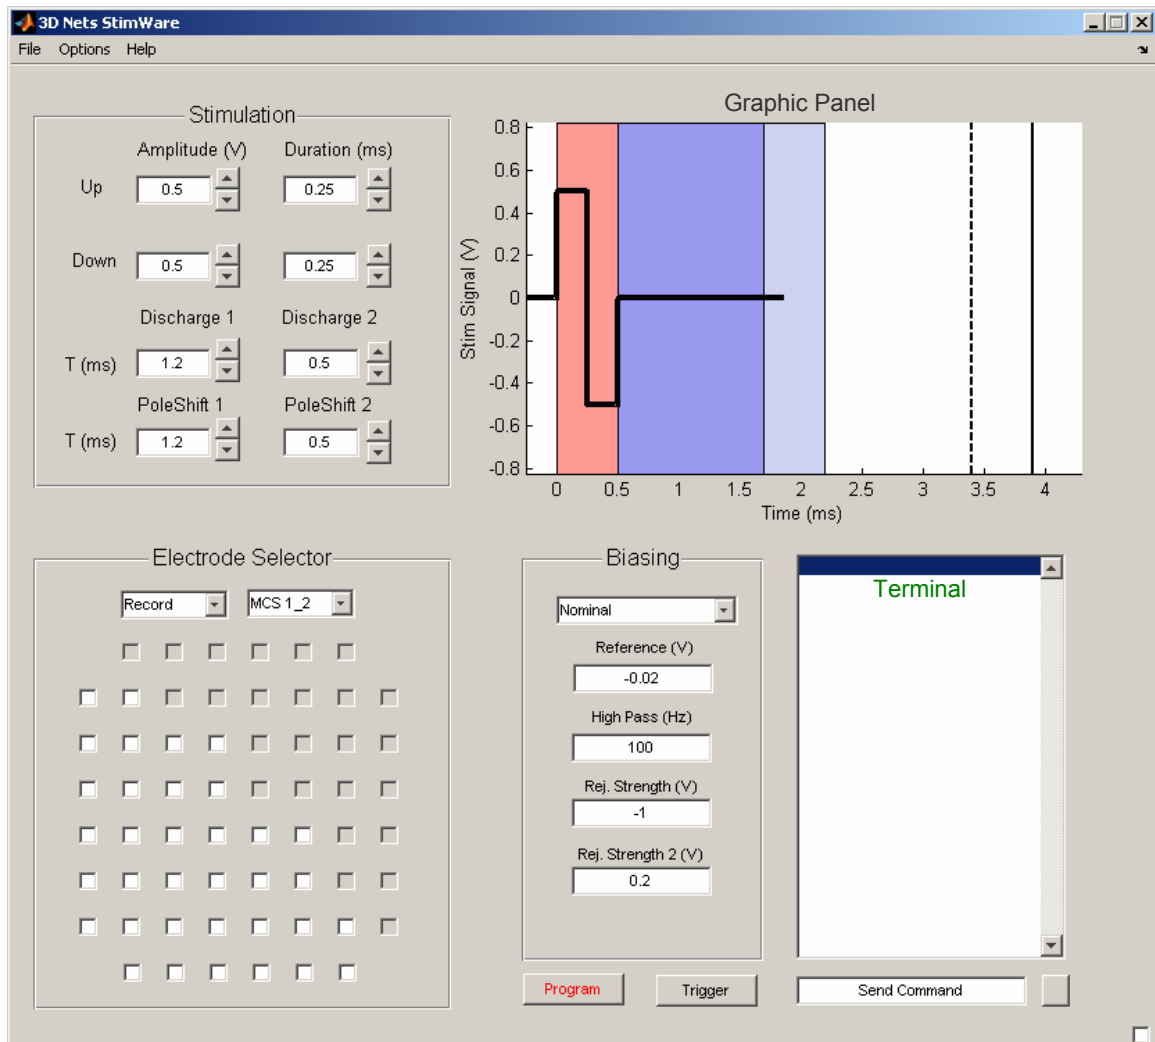 3D Nets StimWare
File Options Help
Stimulation
Amplitude (V) Duration (ms)
Up 0.5 0.25
Down 0.5 0.25
Discharge 1 Discharge 2
T (ms) 1.2 0.5
PoleShift 1 PoleShift 2
T (ms) 1.2 0.5
Graphic Panel
Stim Signal (V)
0.8
0.6
0.4
0.2
0
-0.2
-0.4
-0.6
-0.8
0 0.5 1 1.5 2 2.5 3 3.5 4
Time (ms)
Electrode Selector
Record MCS 1_2
Biasing
Nominal
Reference (V)
-0.02
High Pass (Hz)
100
Rej. Strength (V)
-1
Rej. Strength 2 (V)
0.2
Program Trigger
Terminal
Send Command